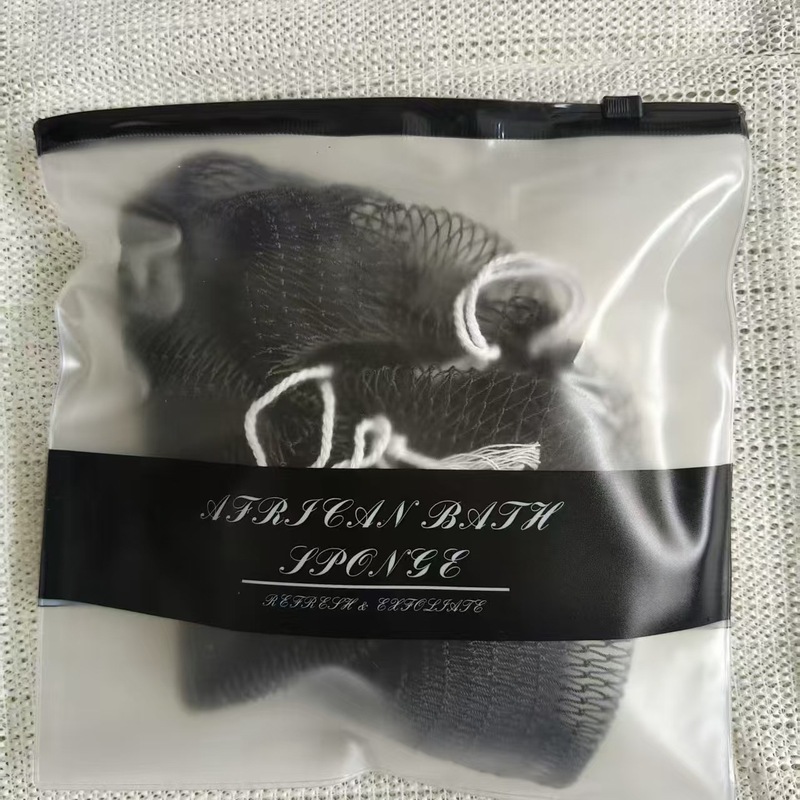 AFRICAN BATH
SPONGE
REFRESH & EXFOLIATE